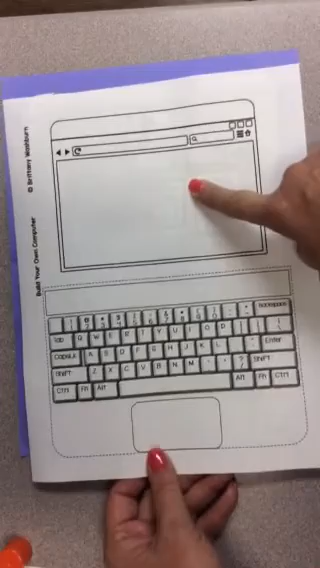 © Brittany Washburn
Build Your Own Computer
Backspace
Tab Q W E R T Y U I O P
CapsLk A S D F G H J K L Enter
Shift Z X C V B N M Shift
Ctrl Fn Alt Alt Fn Ctrl